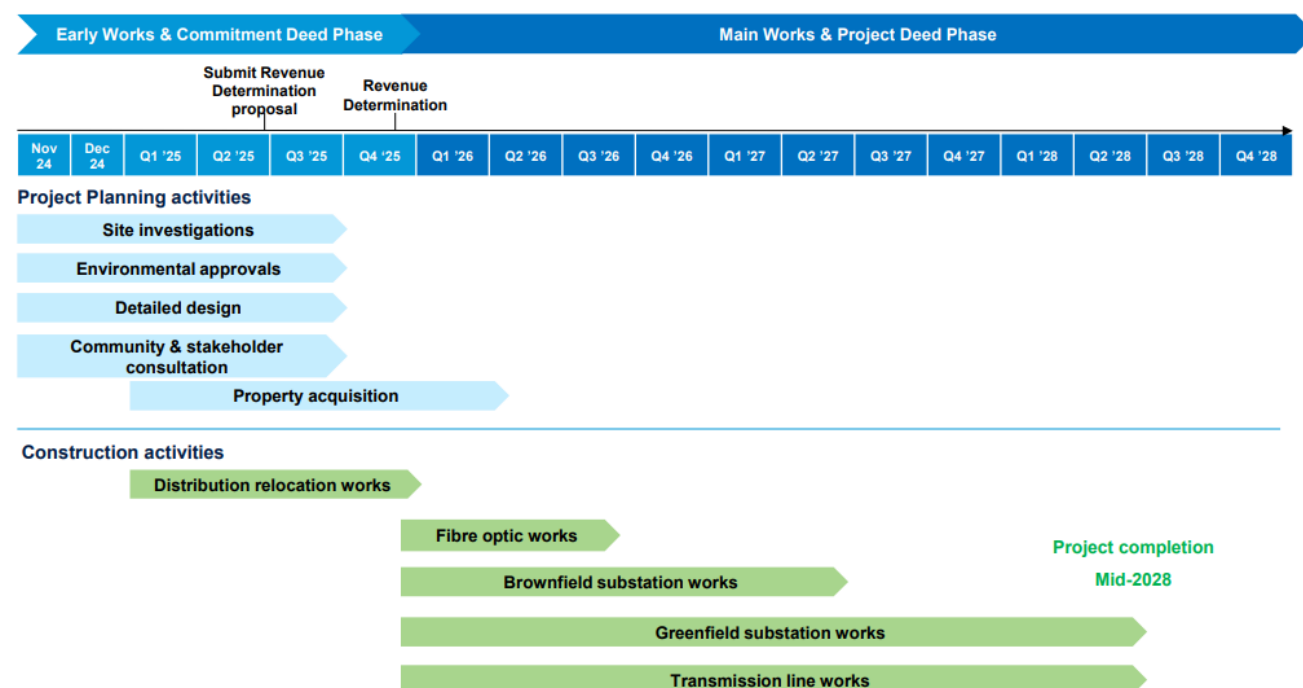 Early Works & Commitment Deed Phase
Main Works & Project Deed Phase
Submit Revenue
Determination
proposal
Revenue
Determination
Nov
24
Dec
24
Q1 '25
Q2 '25
Q3 '25
Q4 '25
Q1 '26
Q2 '26
Q3 '26
Q4 '26
Q1 '27
Q2 '27
Q3 '27
Q4 '27
Q1 '28
Q2 '28
Q3 '28
Q4 '28
Project Planning activities
Site investigations
Environmental approvals
Detailed design
Community & stakeholder
consultation
Property acquisition
Construction activities
Distribution relocation works
Fibre optic works
Project completion
Mid-2028
Brownfield substation works
Greenfield substation works
Transmission line works